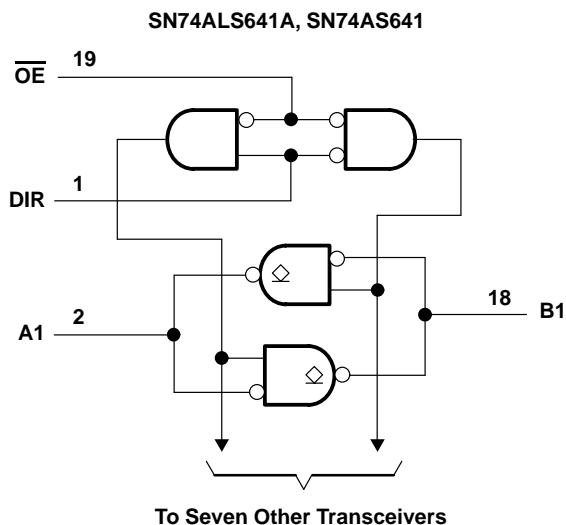 SN74ALS641A, SN74AS641
OE 19
DIR 1
A1 2
18 B1
To Seven Other Transceivers